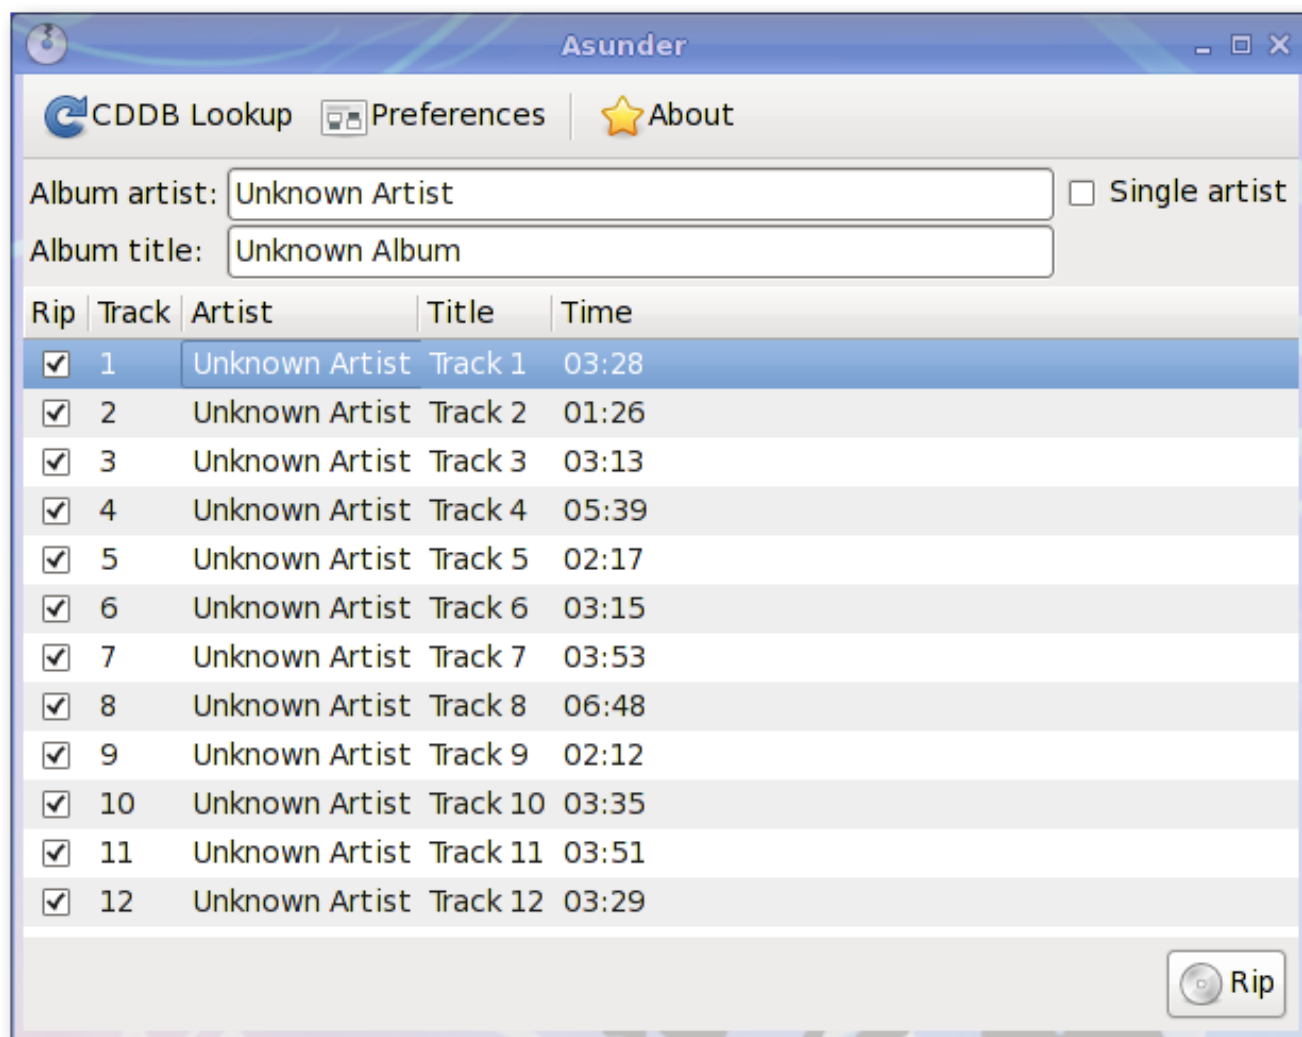 Asunder
CDDB Lookup Preferences About
Album artist: Unknown Artist Single artist
Album title: Unknown Album
Rip Track Artist Title Time
1 Unknown Artist Track 1 03:28
2 Unknown Artist Track 2 01:26
3 Unknown Artist Track 3 03:13
4 Unknown Artist Track 4 05:39
5 Unknown Artist Track 5 02:17
6 Unknown Artist Track 6 03:15
7 Unknown Artist Track 7 03:53
8 Unknown Artist Track 8 06:48
9 Unknown Artist Track 9 02:12
10 Unknown Artist Track 10 03:35
11 Unknown Artist Track 11 03:51
12 Unknown Artist Track 12 03:29
Rip